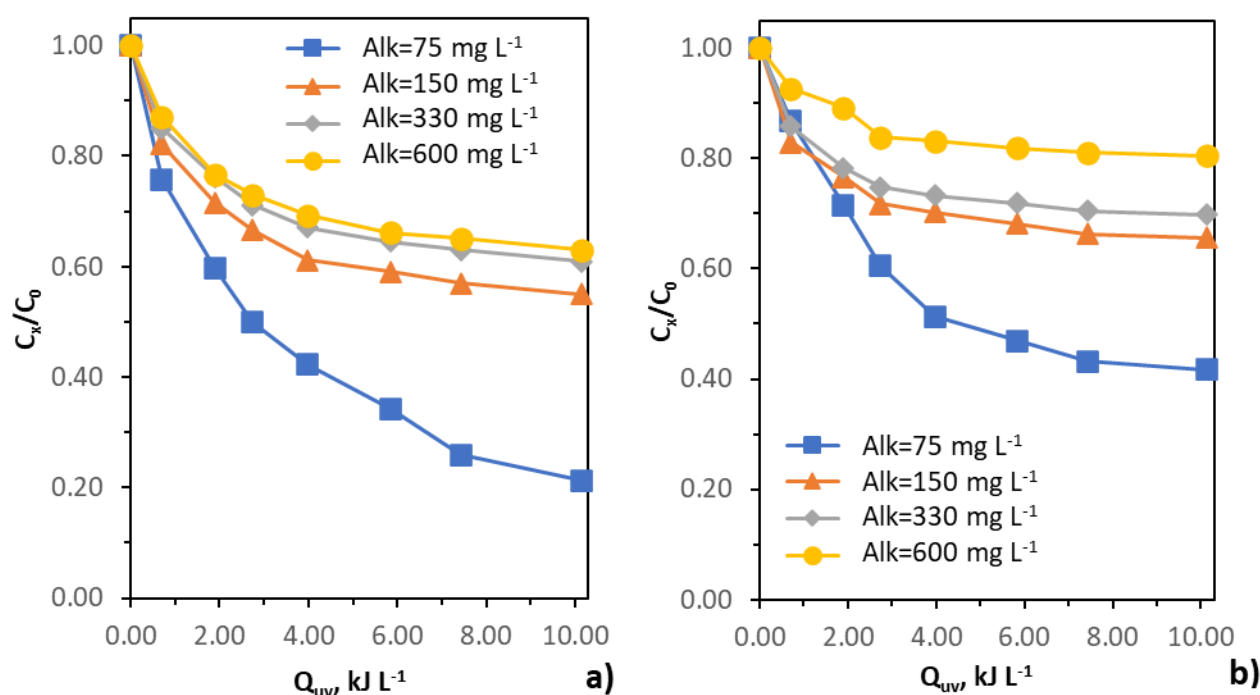 1.00
0.80
0.60
0.40
0.20
0.00
Cx/C0
Alk=75 mg L-1
Alk=150 mg L-1
Alk=330 mg L-1
Alk=600 mg L-1
0.00 2.00 4.00 6.00 8.00 10.00
Quv, kJ L-1
a)
1.00
0.80
0.60
0.40
0.20
0.00
Cx/C0
Alk=75 mg L-1
Alk=150 mg L-1
Alk=330 mg L-1
Alk=600 mg L-1
0.00 2.00 4.00 6.00 8.00 10.00
Quv, kJ L-1
b)